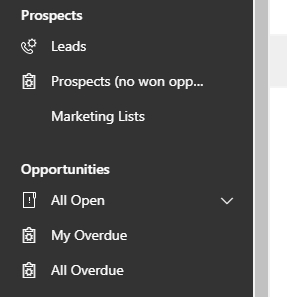 Prospects
Leads
Prospects (no won opp...
Marketing Lists
Opportunities
All Open
My Overdue
All Overdue